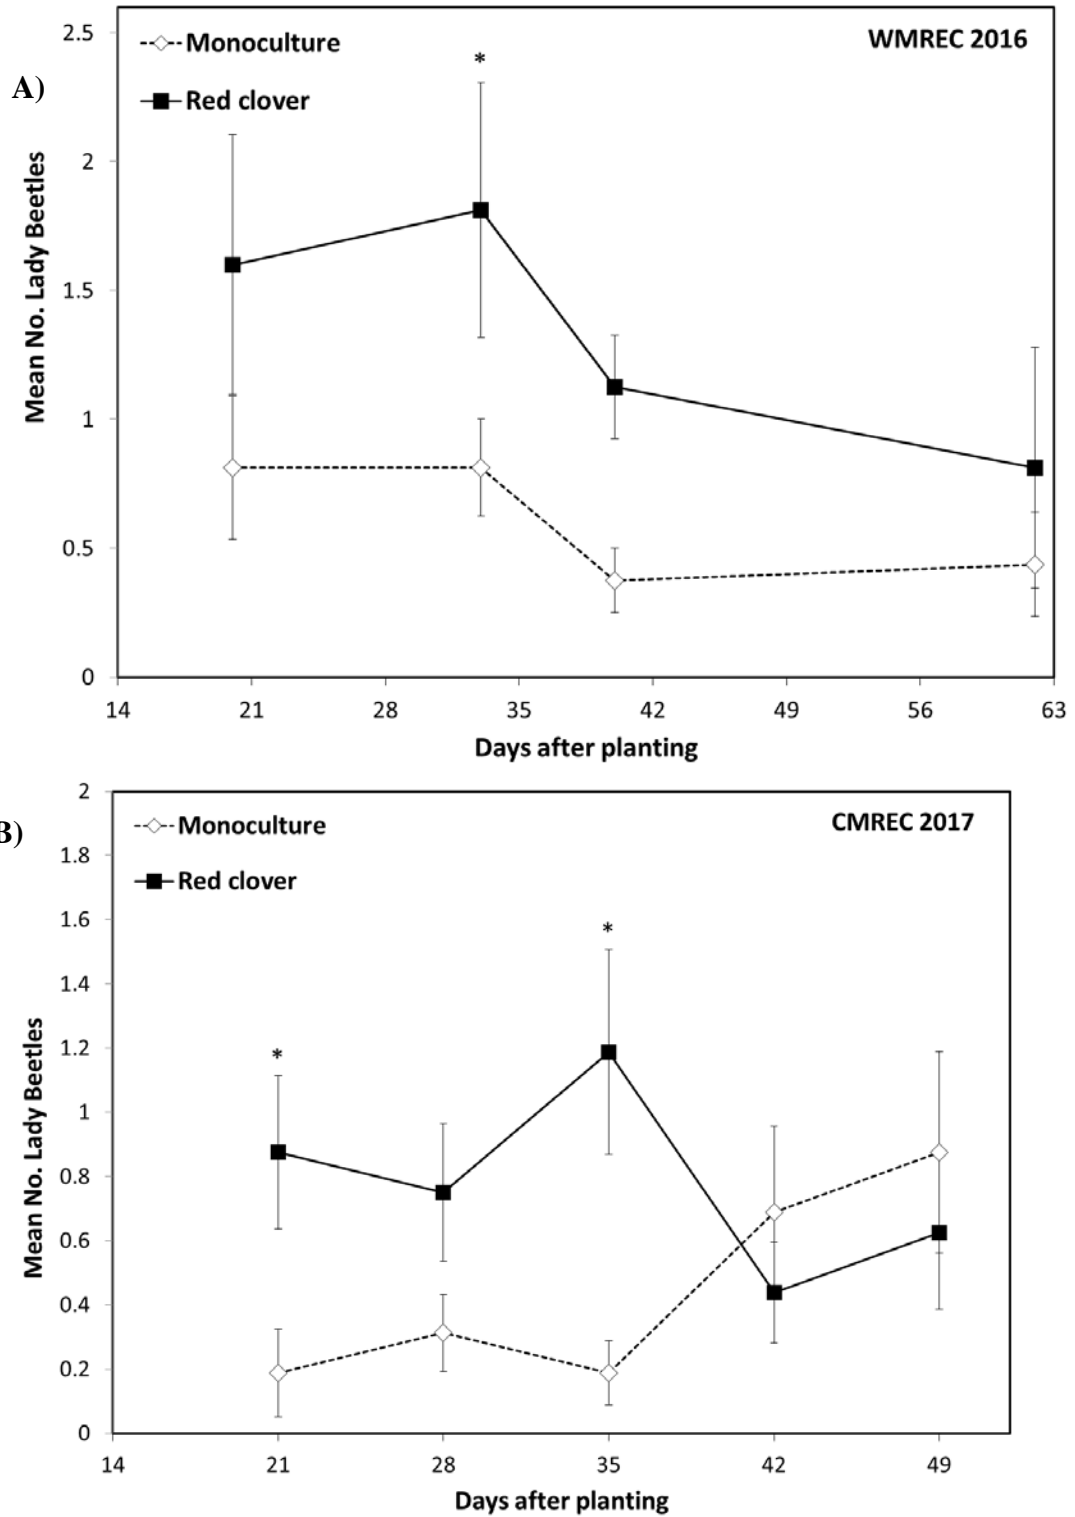 A)
WMREC 2016
Monoculture
Red clover
*
2.5
2
1.5
1
0.5
0
Mean No. Lady Beetles
14 21 28 35 42 49 56 63
Days after planting
B)
CMREC 2017
Monoculture
Red clover
*
*
2
1.8
1.6
1.4
1.2
1
0.8
0.6
0.4
0.2
0
Mean No. Lady Beetles
14 21 28 35 42 49
Days after planting